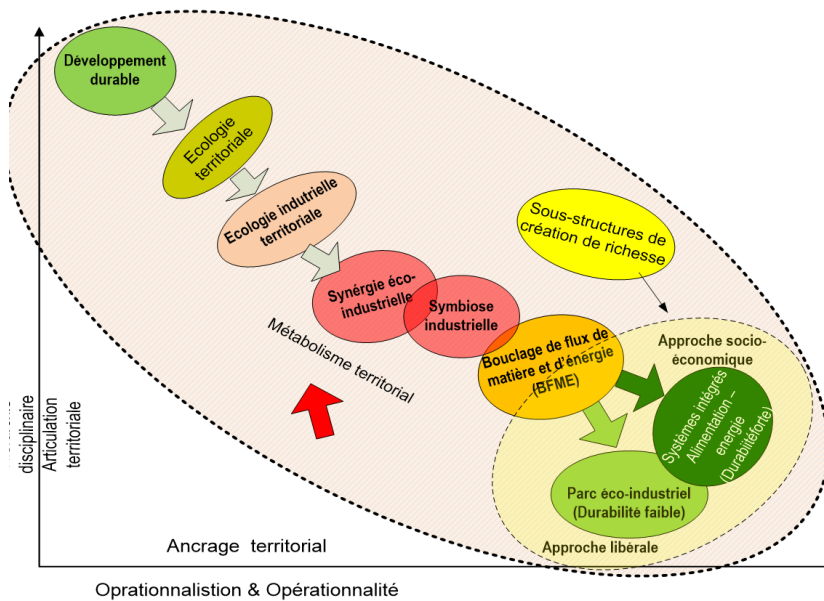 Développement
durable
Ecologie
territoriale
Ecologie indutrielle
territoriale
Sous-structures de
création de richesse
Synérgie éco-
industrielle
Symbiose
industrielle
Métabolisme territorial
Bouclage de flux de
matière et d'énergie
(BFME)
Approche socio-
économique
Systèmes intégrés
Alimentation –
energie
(Durabilitéforte)
Parc éco-industriel
(Durabilité faible)
Approche libérale
disciplinaire
Articulation
territoriale
Ancrage territorial
Oprationnalistion & Opérationnalité